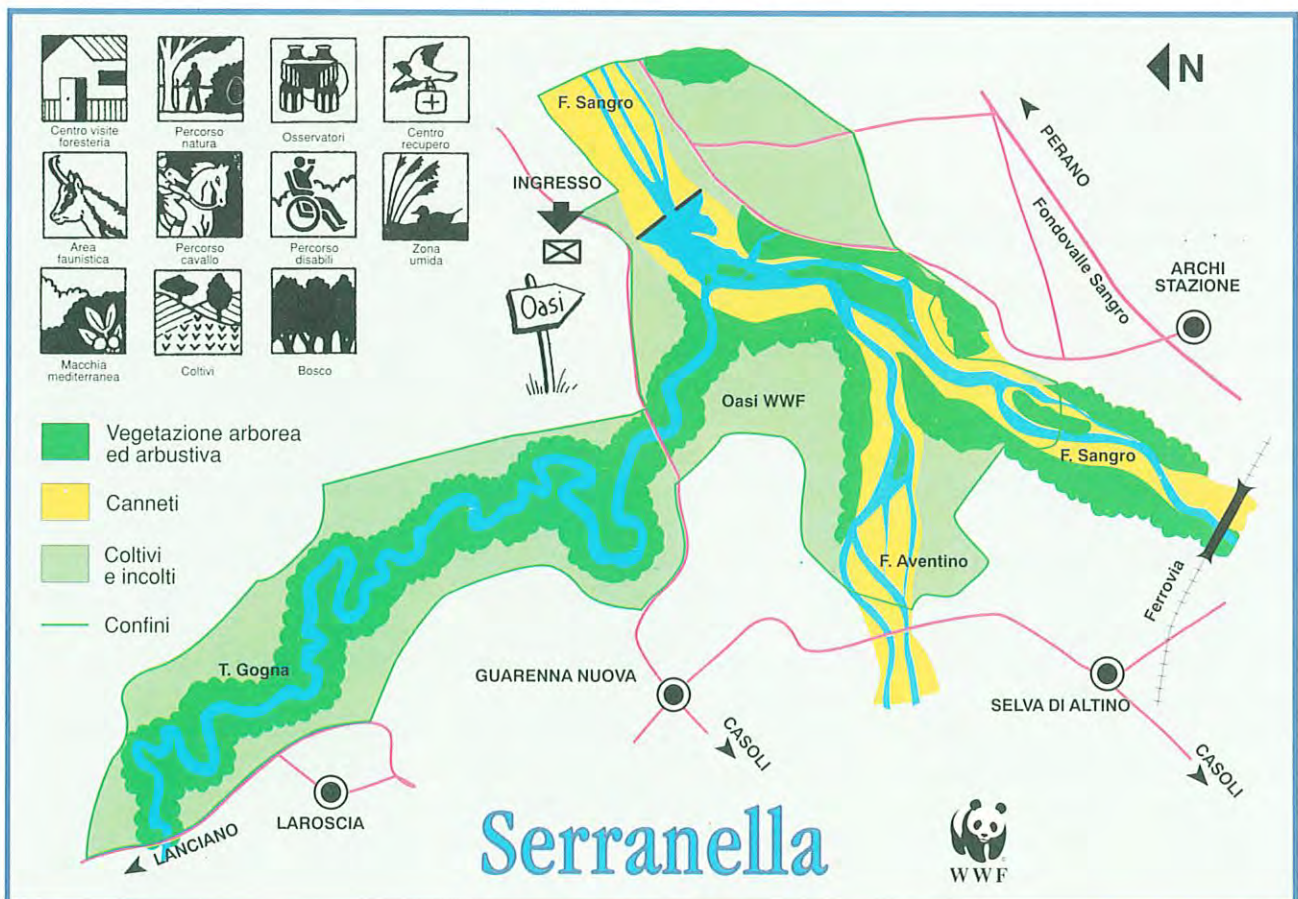 Centro visite
foresteria
Percorso
natura
Osservatori
Centro
recupero
Area
faunistica
Percorso
cavallo
Percorso
disabili
Zona
umida
Macchia
mediterranea
Coltivi
Bosco
Vegetazione arborea
ed arbustiva
Canneti
Coltivi
e incolti
Confini
N
F. Sangro
INGRESSO
Oasi
PERANO
Fondovalle Sangro
ARCHI
STAZIONE
Oasi WWF
F. Sangro
F. Aventino
Ferrovia
T. Gogna
GUARENNA NUOVA
CASOLI
SELVA DI ALTINO
CASOLI
LAROSCIA
LANCIANO
Serranella
WWF